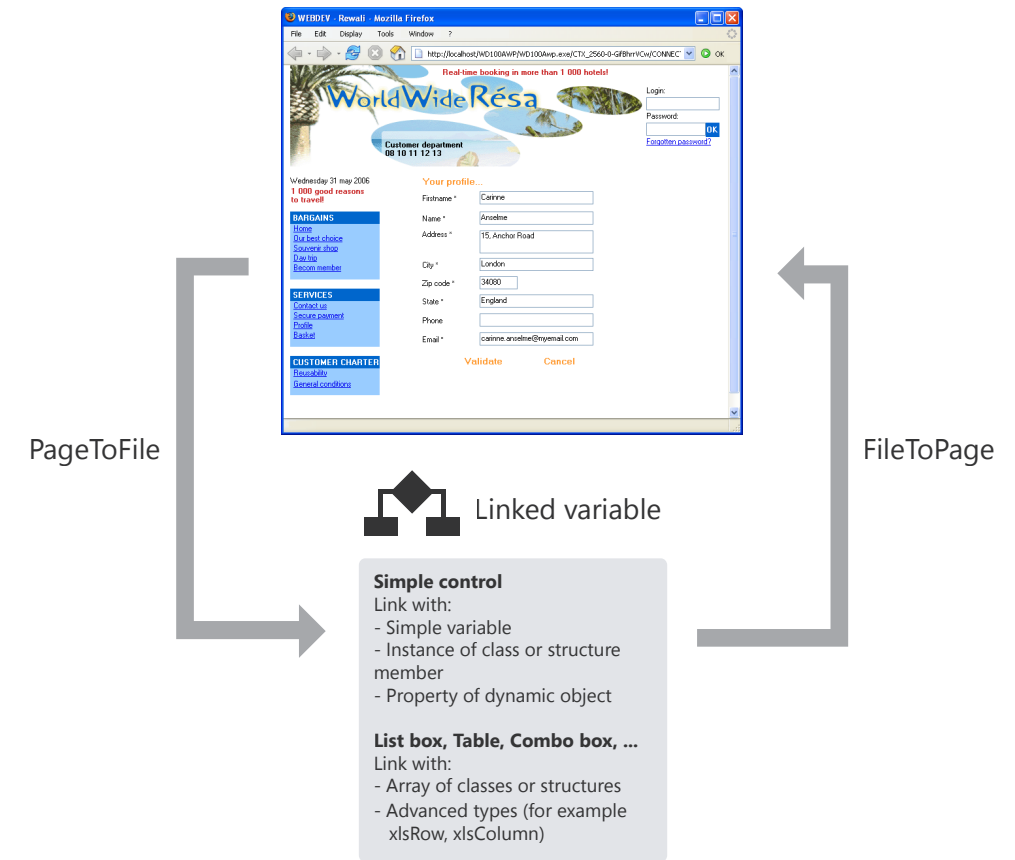 WEBDEV - Rewali - Mozilla Firefox
File Edit Display Tools Window ?
http://localhost/WD100AWP/WD100Awp.exe/CTX_2560-0-GifBhrrVCw/CONNECT
OK
Real-time booking in more than 1 000 hotels!
WorldWideRésa
Login:
Password:
OK
Forgotten password?
Customer department
08 10 11 12 13
Wednesday 31 may 2006
1 000 good reasons
to travel!
BARGAINS
Home
Our best choice
Souvenir shop
Day trip
Becom member
SERVICES
Contact us
Secure payment
Profile
Basket
CUSTOMER CHARTER
Reusability
General conditions
Your profile...
Firstname * Carinne
Name * Anselme
Address * 15, Anchor Road
City * London
Zip code * 34080
State * England
Phone
Email * carinne.anselme@myemail.com
Validate Cancel
PageToFile
FileToPage
Linked variable
Simple control
Link with:
- Simple variable
- Instance of class or structure
member
- Property of dynamic object
List box, Table, Combo box, ...
Link with:
- Array of classes or structures
- Advanced types (for example
xlsRow, xlsColumn)